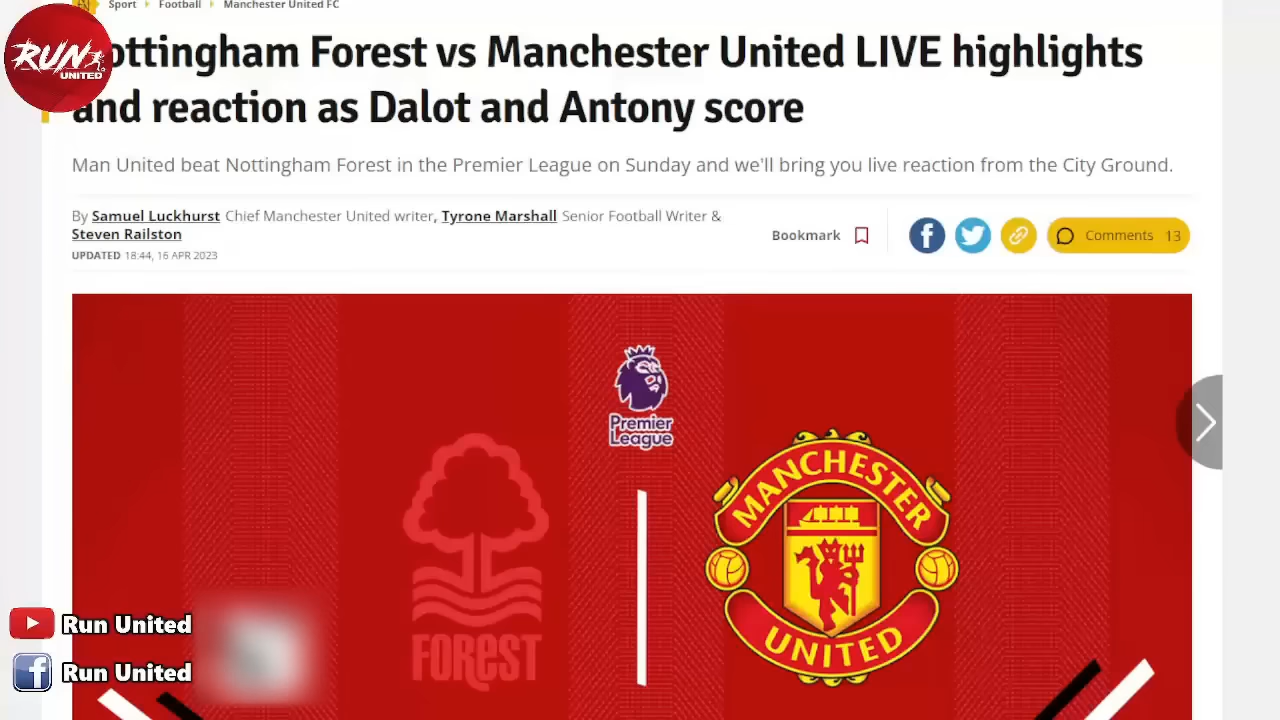 Sport Football Manchester United FC
RUN
UNITED
ottingham Forest vs Manchester United LIVE highlights
and reaction as Dalot and Antony score
Man United beat Nottingham Forest in the Premier League on Sunday and we'll bring you live reaction from the City Ground.
By Samuel Luckhurst Chief Manchester United writer, Tyrone Marshall Senior Football Writer &
Steven Railston
UPDATED 18:44, 16 APR 2023
Bookmark
Comments 13
Premier
League
MANCHESTER
UNITED
FOREST
Run United
Run United